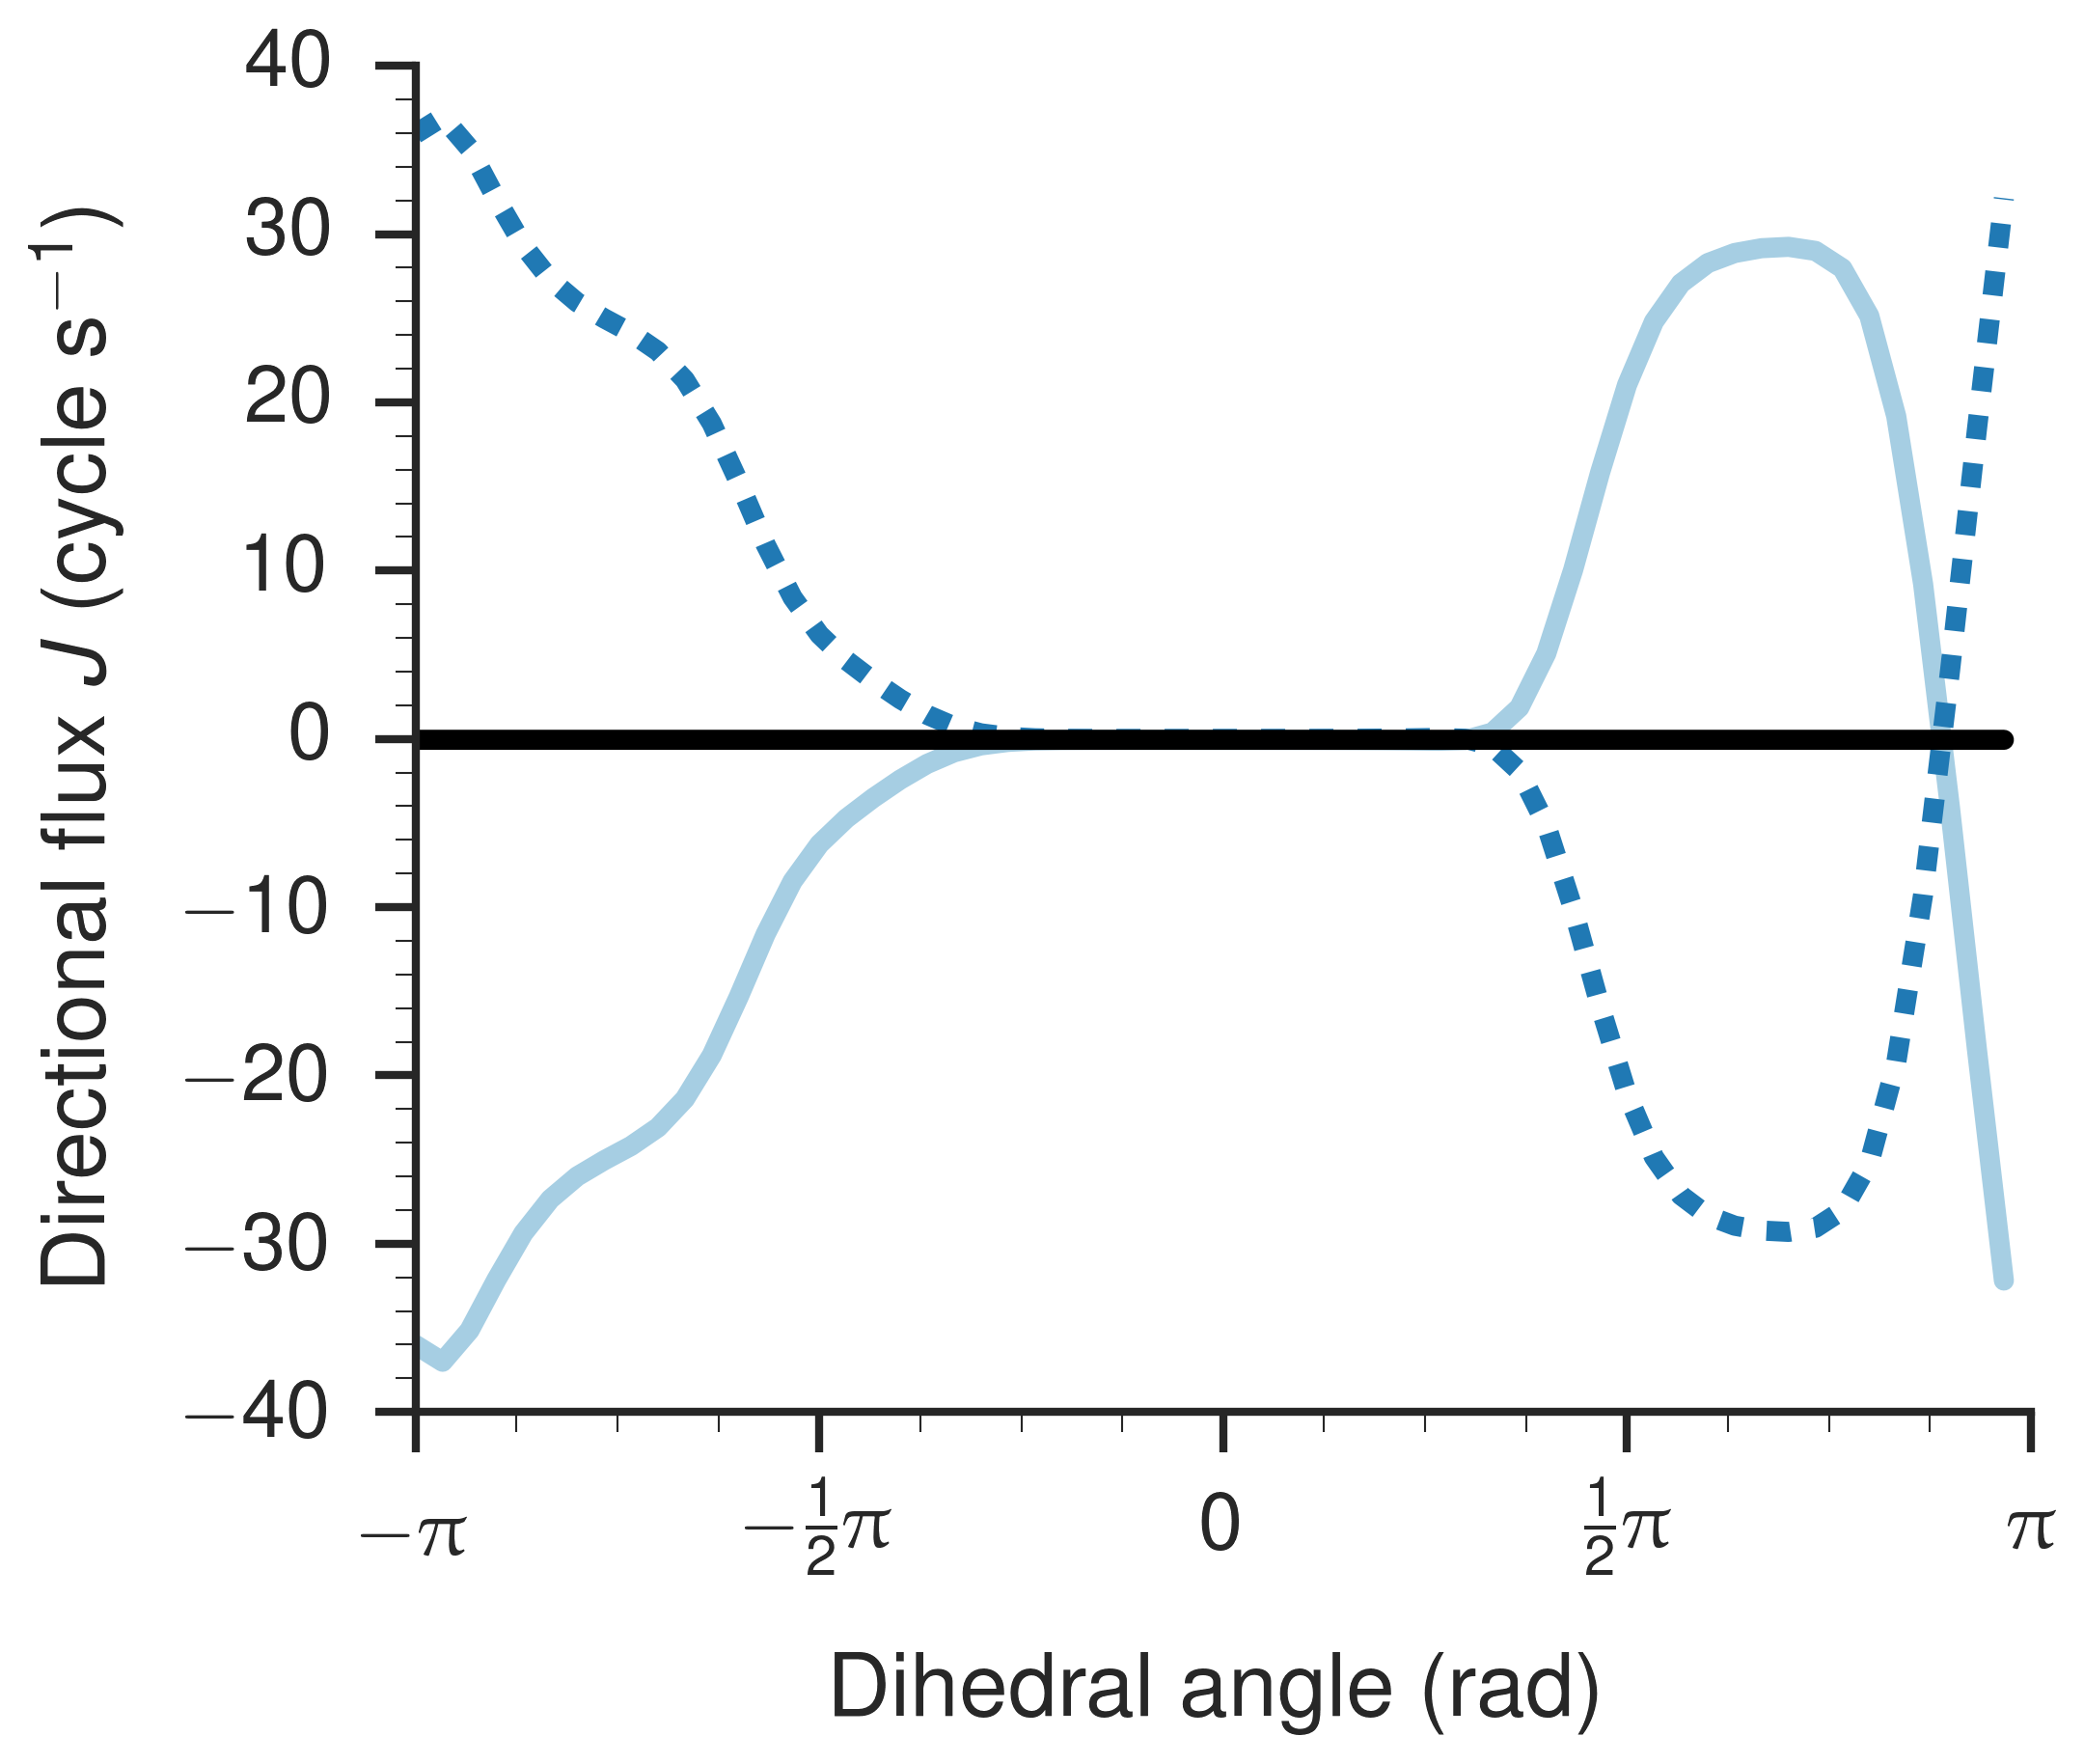 Directional flux J (cycle s⁻¹)
40
30
20
10
0
−10
−20
−30
−40
−π
−½π
0
½π
π
Dihedral angle (rad)